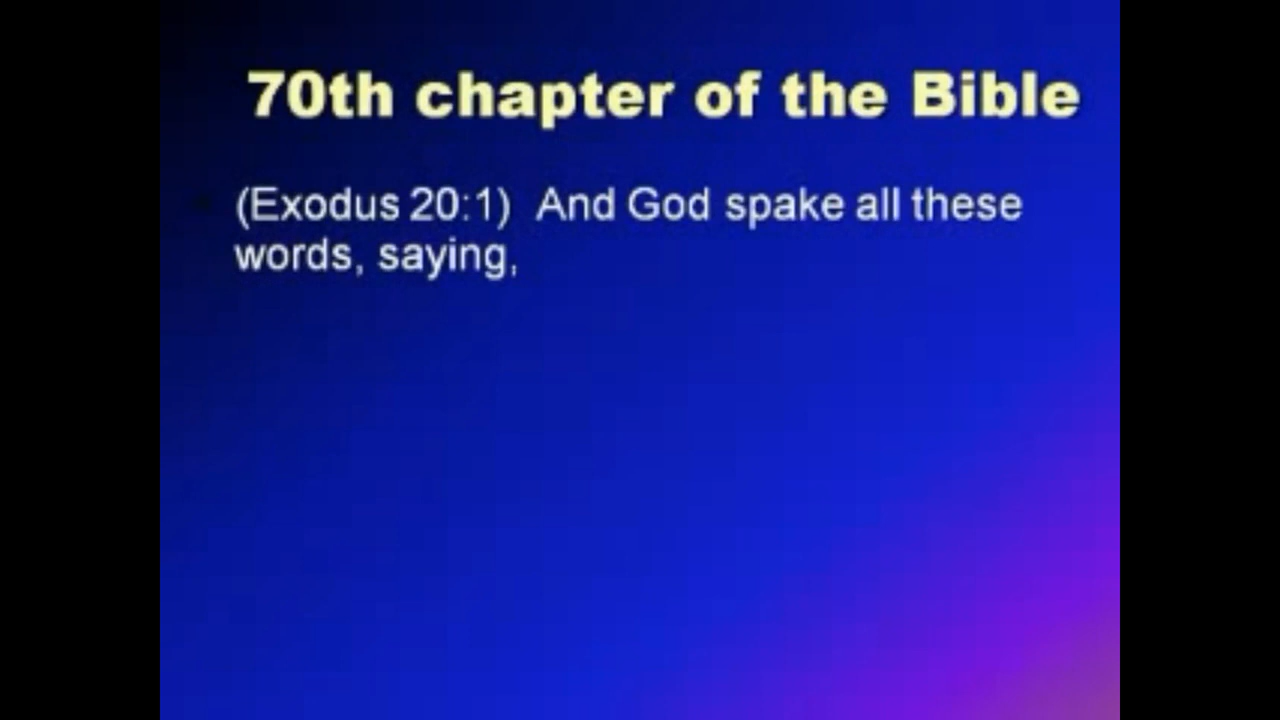 70th chapter of the Bible
(Exodus 20:1) And God spake all these
words, saying,